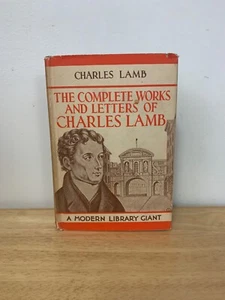 CHARLES LAMB
THE COMPLETE WORKS
AND LETTERS OF
CHARLES LAMB
A MODERN LIBRARY GIANT